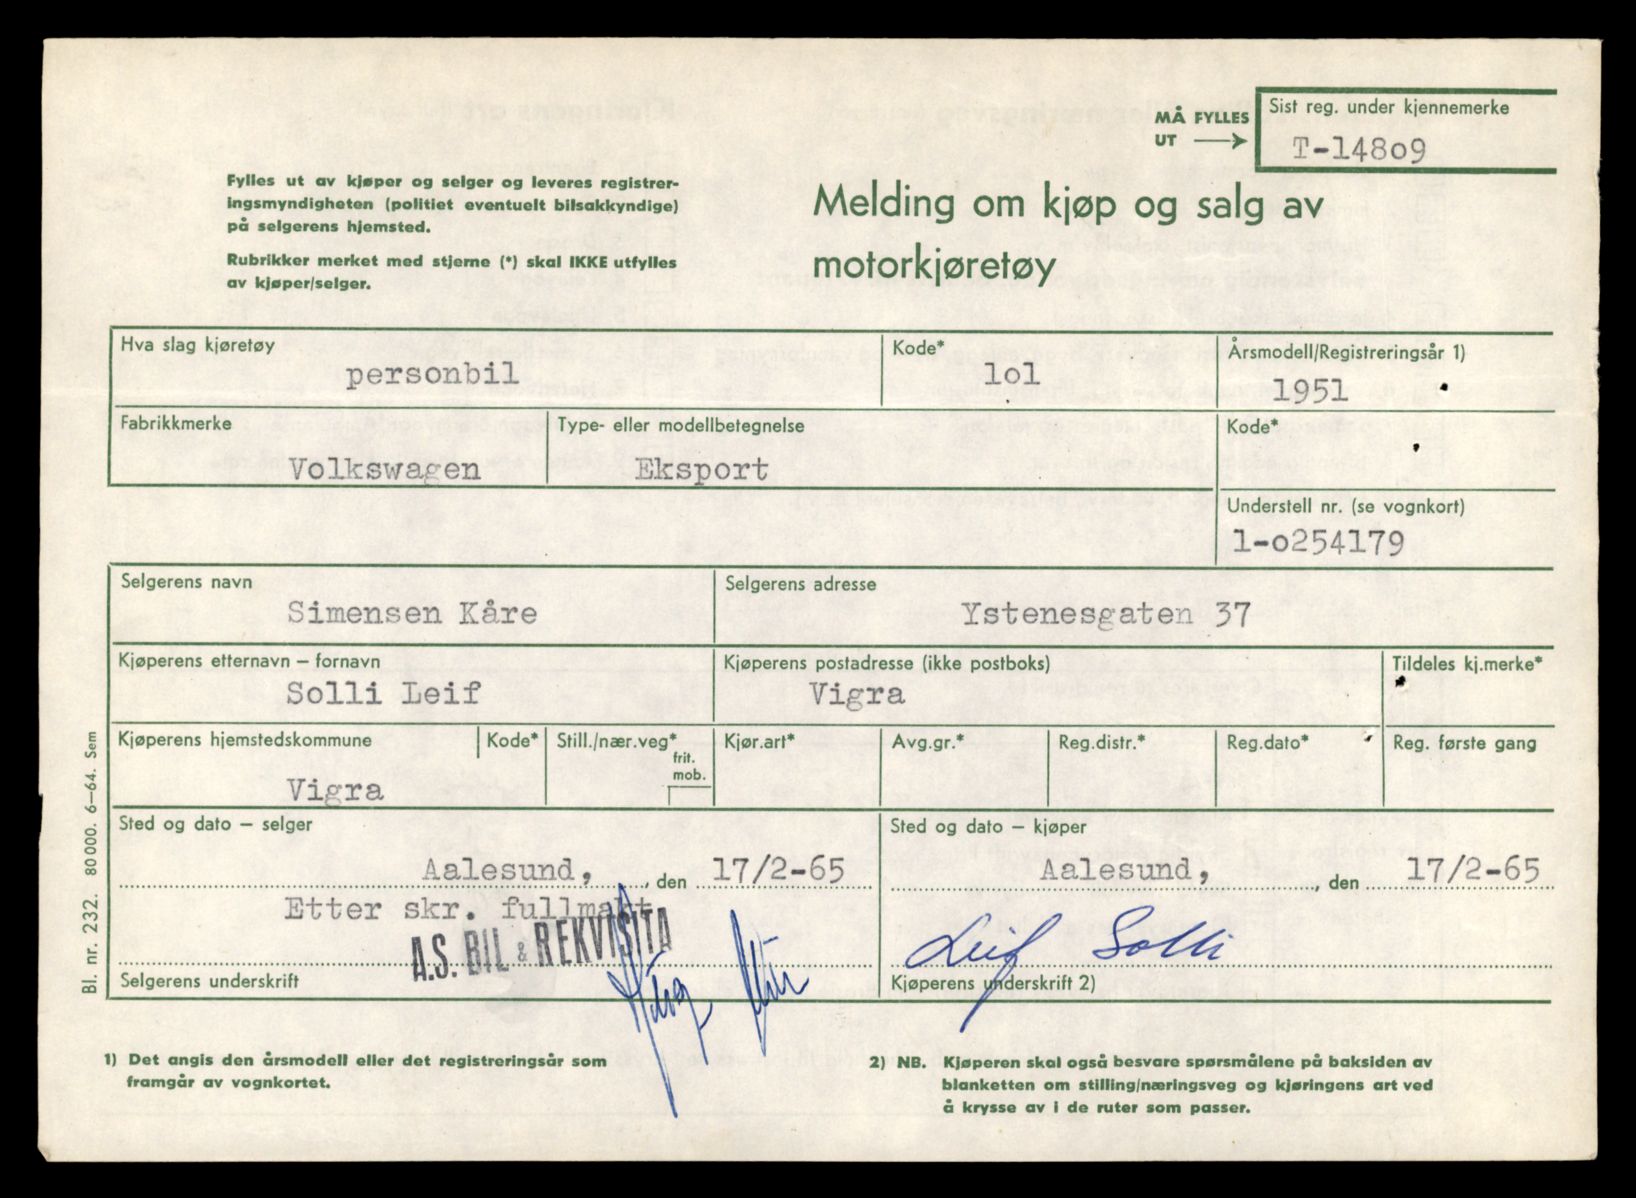 MÅ FYLLES
UT
Sist reg. under kjennemerke
T-14809
Fylles ut av kjøper og selger og leveres registrer-
ingsmyndigheten (politiet eventuelt bilsakkyndige)
på selgerens hjemsted.
Rubrikker merket med stjerne (*) skal IKKE utfylles
av kjøper/selger.
Melding om kjøp og salg av
motorkjøretøy
Hva slag kjøretøy
personbil
Kode*
lol
Årsmodell/Registreringsår 1)
1951
Fabrikkmerke
Volkswagen
Type- eller modellbetegnelse
Eksport
Kode*
Understell nr. (se vognkort)
1-o254179
Selgerens navn
Simensen Kåre
Selgerens adresse
Ystenesgaten 37
Kjøperens etternavn – fornavn
Solli Leif
Kjøperens postadresse (ikke postboks)
Vigra
Tildeles kj.merke*
Kjøperens hjemstedskommune
Vigra
Kode*
Still./nær.veg*
frit.
mob.
Kjør.art*
Avg.gr.*
Reg.distr.*
Reg.dato*
Reg. første gang
Sted og dato – selger
Aalesund, , den 17/2-65
Etter skr. fullmakt
A.S. BIL & REKVISITA
Selgerens underskrift
Sted og dato – kjøper
Aalesund, , den 17/2-65
Leif Solli
Kjøperens underskrift 2)
1) Det angis den årsmodell eller det registreringsår som
framgår av vognkortet.
2) NB. Kjøperen skal også besvare spørsmålene på baksiden av
blanketten om stilling/næringsveg og kjøringens art ved
å krysse av i de ruter som passer.
Bl. nr. 232. 80 000. 6–64. Sem